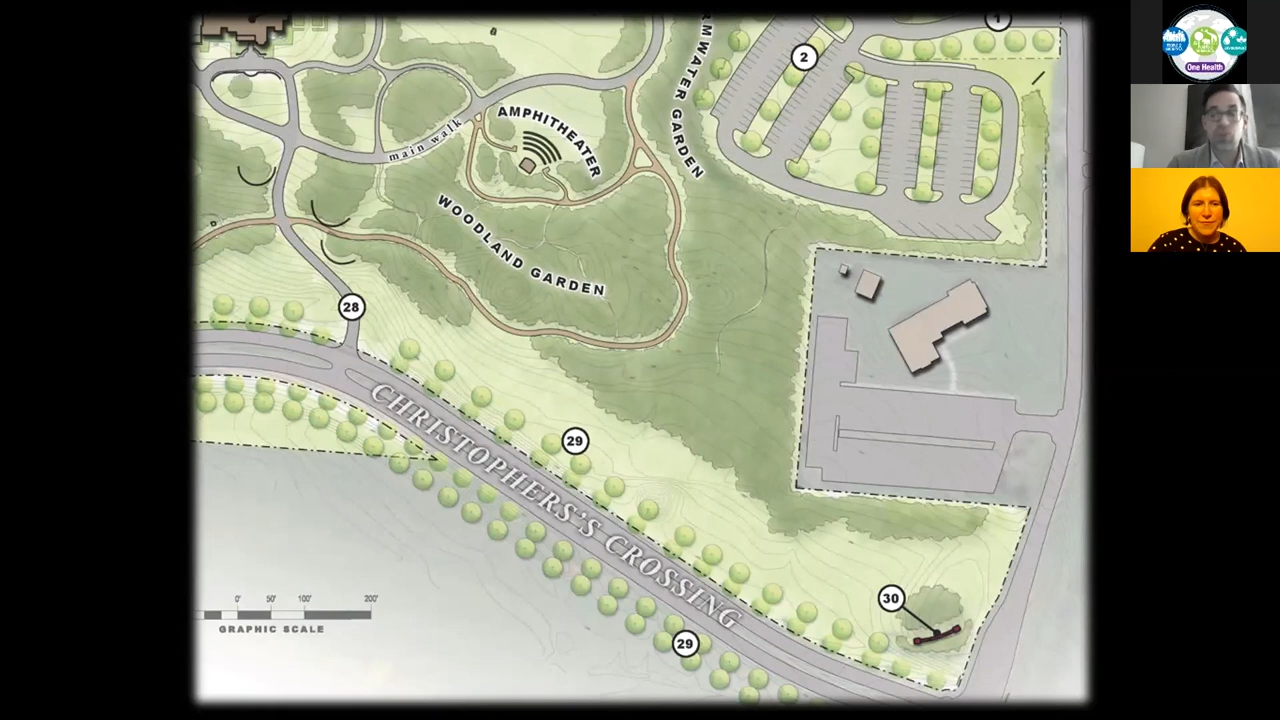 1
2
RMWATER GARDEN
AMPHITHEATER
main walk
WOODLAND GARDEN
28
CHRISTOPHERS'S CROSSING
29
30
29
0' 50' 100' 200'
GRAPHIC SCALE
One Health